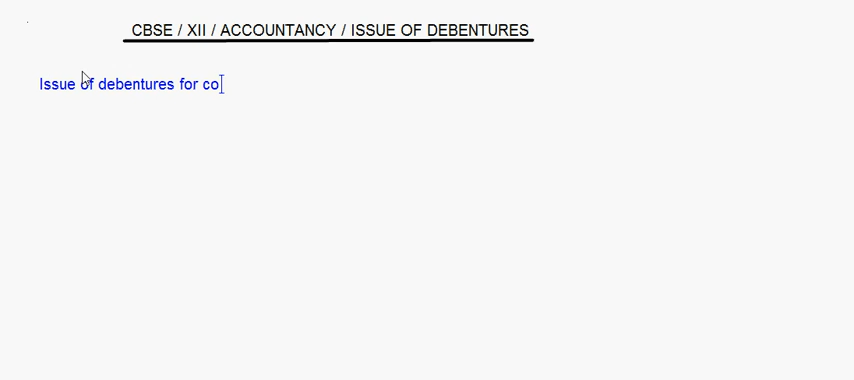 CBSE / XII / ACCOUNTANCY / ISSUE OF DEBENTURES
Issue of debentures for co